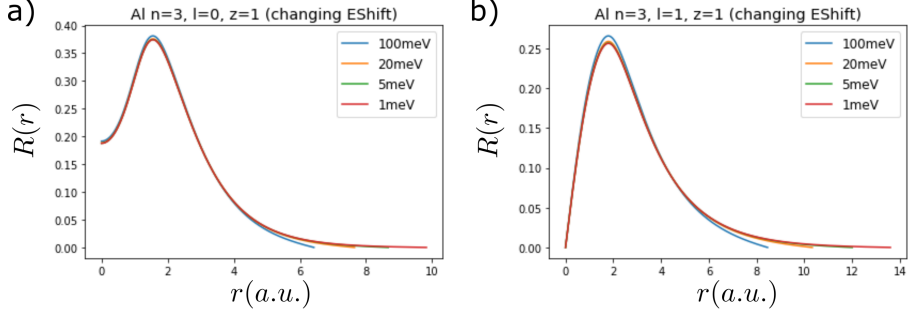 a)
Al n=3, l=0, z=1 (changing EShift)
0.40
0.35
0.30
0.25
0.20
0.15
0.10
0.05
0.00
R(r)
100meV
20meV
5meV
1meV
0 2 4 6 8 10
r(a.u.)
b)
Al n=3, l=1, z=1 (changing EShift)
0.25
0.20
0.15
0.10
0.05
0.00
R(r)
100meV
20meV
5meV
1meV
0 2 4 6 8 10 12 14
r(a.u.)